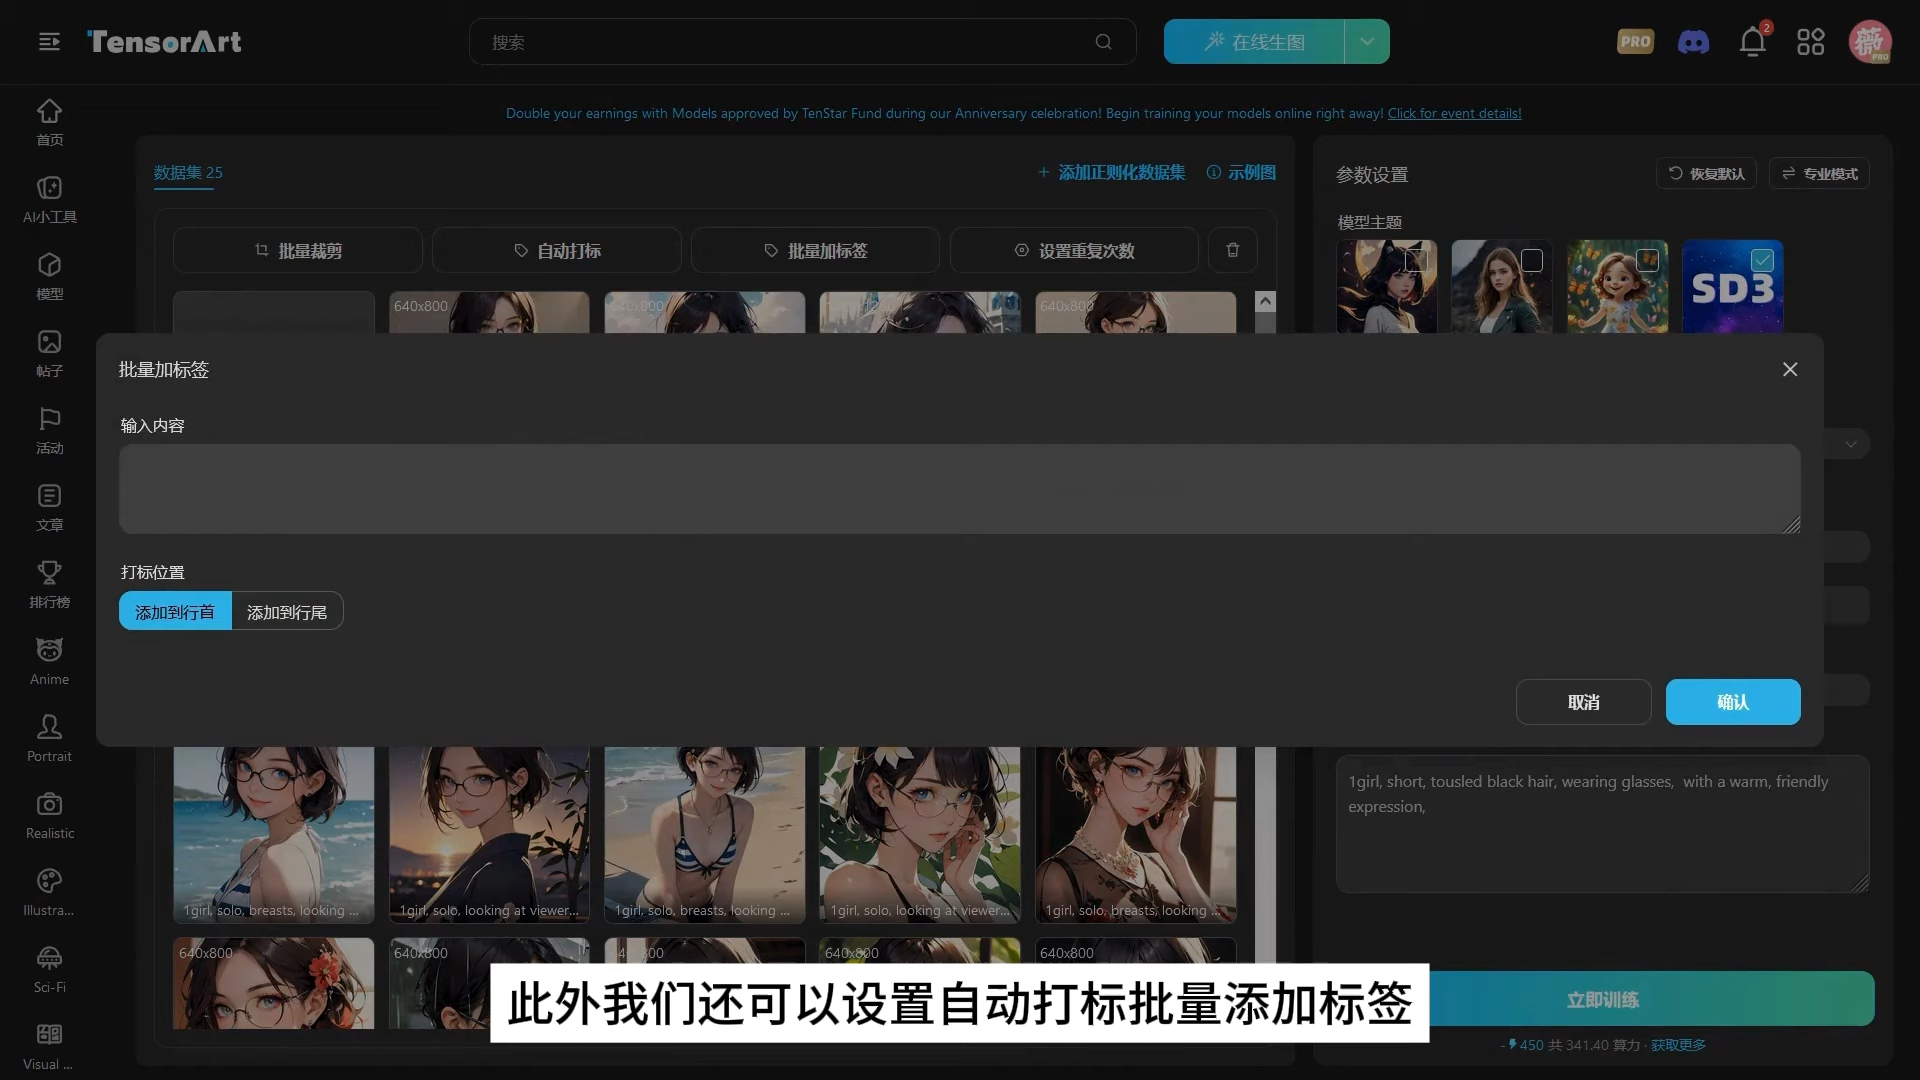 TensorArt
搜索
在线生图
PRO
2
薇
PRO
Double your earnings with Models approved by TenStar Fund during our Anniversary celebration! Begin training your models online right away! Click for event details!
首页
AI小工具
模型
帖子
活动
文章
排行榜
Anime
Portrait
Realistic
Illustra...
Sci-Fi
Visual ...
数据集 25
添加正则化数据集
示例图
批量裁剪
自动打标
批量加标签
设置重复次数
640x800
640x800
640x800
参数设置
恢复默认
专业模式
模型主题
SD3
批量加标签
输入内容
打标位置
添加到行首
添加到行尾
取消
确认
1girl, solo, breasts, looking ...
1girl, solo, looking at viewer...
1girl, solo, breasts, looking ...
1girl, solo, looking at viewer...
1girl, solo, breasts, looking ...
640x800
640x800
640x800
640x800
640x800
1girl, short, tousled black hair, wearing glasses, with a warm, friendly
expression,
立即训练
-450 共 341.40 算力 · 获取更多
此外我们还可以设置自动打标批量添加标签